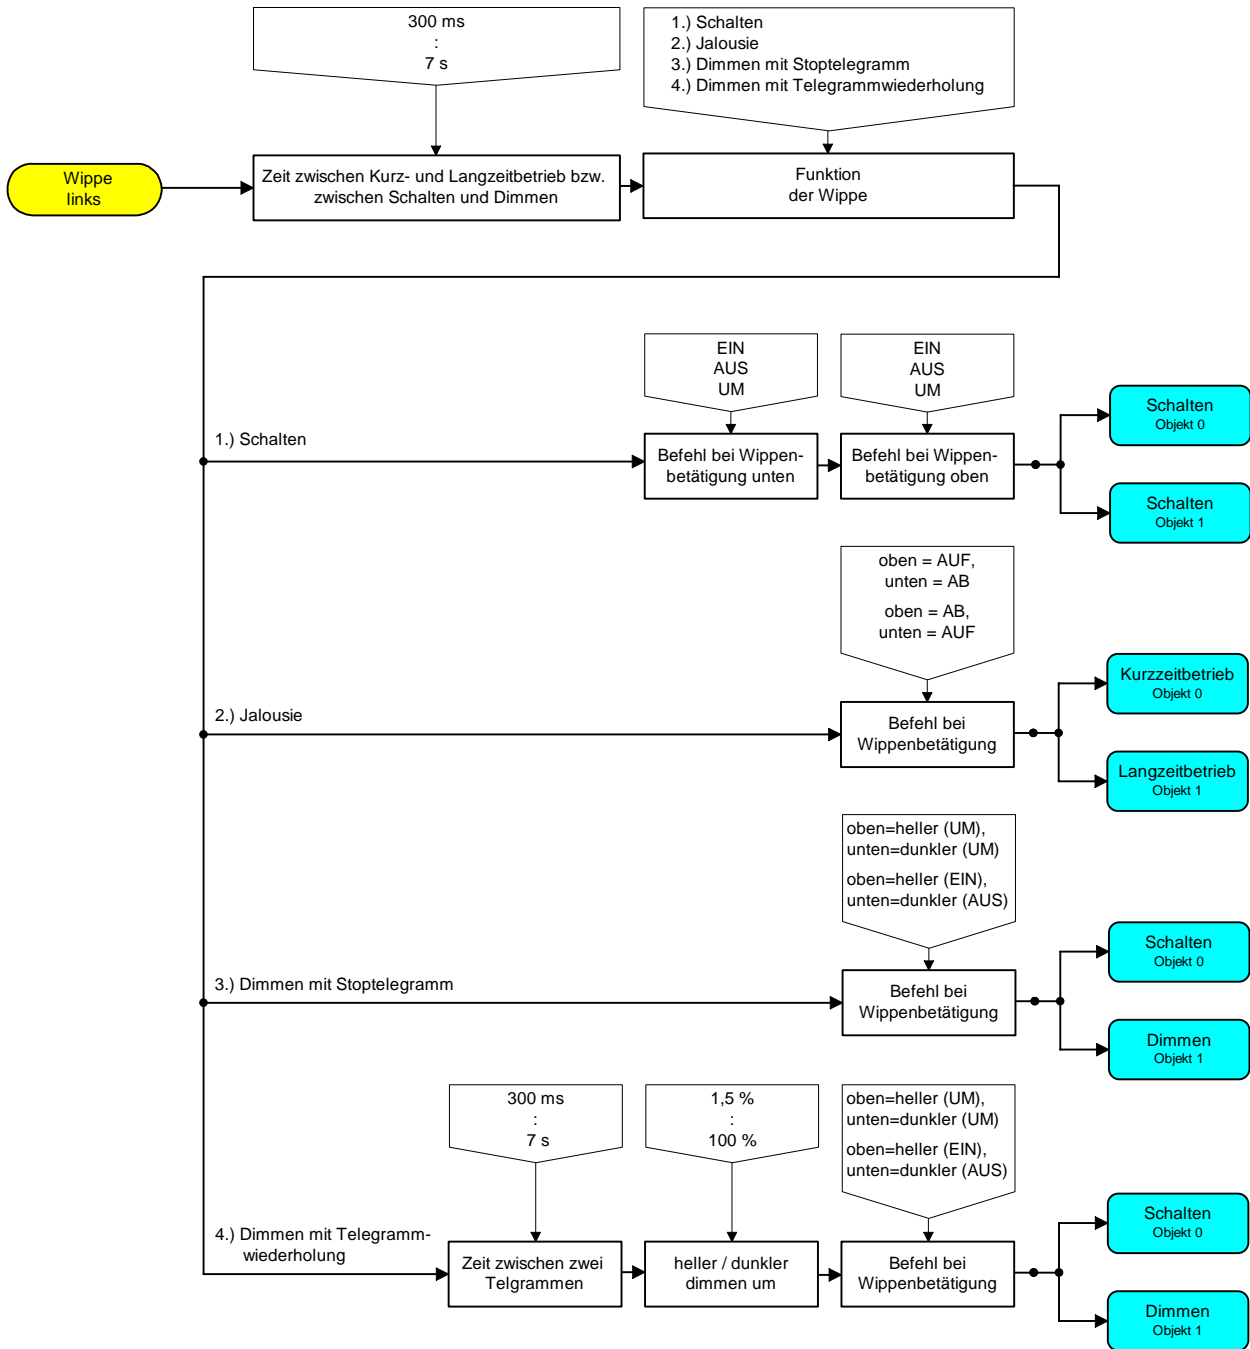 300 ms
:
7 s
1.) Schalten
2.) Jalousie
3.) Dimmen mit Stoptelegramm
4.) Dimmen mit Telegrammwiederholung
Wippe
links
Zeit zwischen Kurz- und Langzeitbetrieb bzw.
zwischen Schalten und Dimmen
Funktion
der Wippe
EIN
AUS
UM
EIN
AUS
UM
1.) Schalten
Befehl bei Wippen-
betätigung unten
Befehl bei Wippen-
betätigung oben
Schalten
Objekt 0
Schalten
Objekt 1
oben = AUF,
unten = AB
oben = AB,
unten = AUF
2.) Jalousie
Befehl bei
Wippenbetätigung
Kurzzeitbetrieb
Objekt 0
Langzeitbetrieb
Objekt 1
oben=heller (UM),
unten=dunkler (UM)
oben=heller (EIN),
unten=dunkler (AUS)
3.) Dimmen mit Stoptelegramm
Befehl bei
Wippenbetätigung
Schalten
Objekt 0
Dimmen
Objekt 1
300 ms
:
7 s
1,5 %
:
100 %
oben=heller (UM),
unten=dunkler (UM)
oben=heller (EIN),
unten=dunkler (AUS)
4.) Dimmen mit Telegramm-
wiederholung
Zeit zwischen zwei
Telgrammen
heller / dunkler
dimmen um
Befehl bei
Wippenbetätigung
Schalten
Objekt 0
Dimmen
Objekt 1